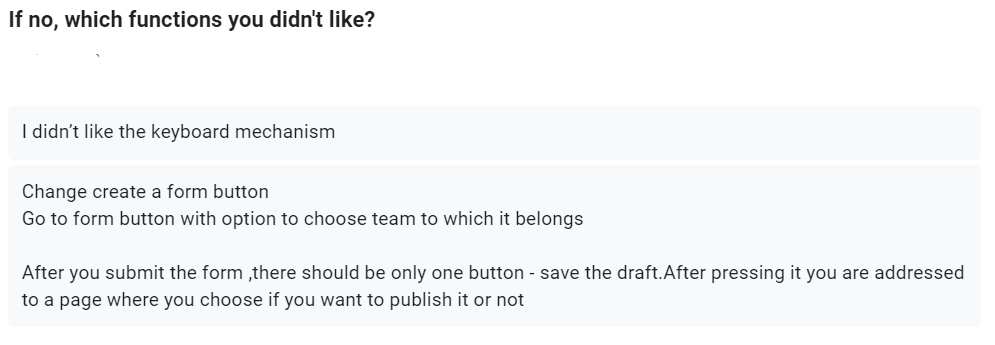 If no, which functions you didn't like?
I didn’t like the keyboard mechanism
Change create a form button
Go to form button with option to choose team to which it belongs
After you submit the form ,there should be only one button - save the draft.After pressing it you are addressed
to a page where you choose if you want to publish it or not